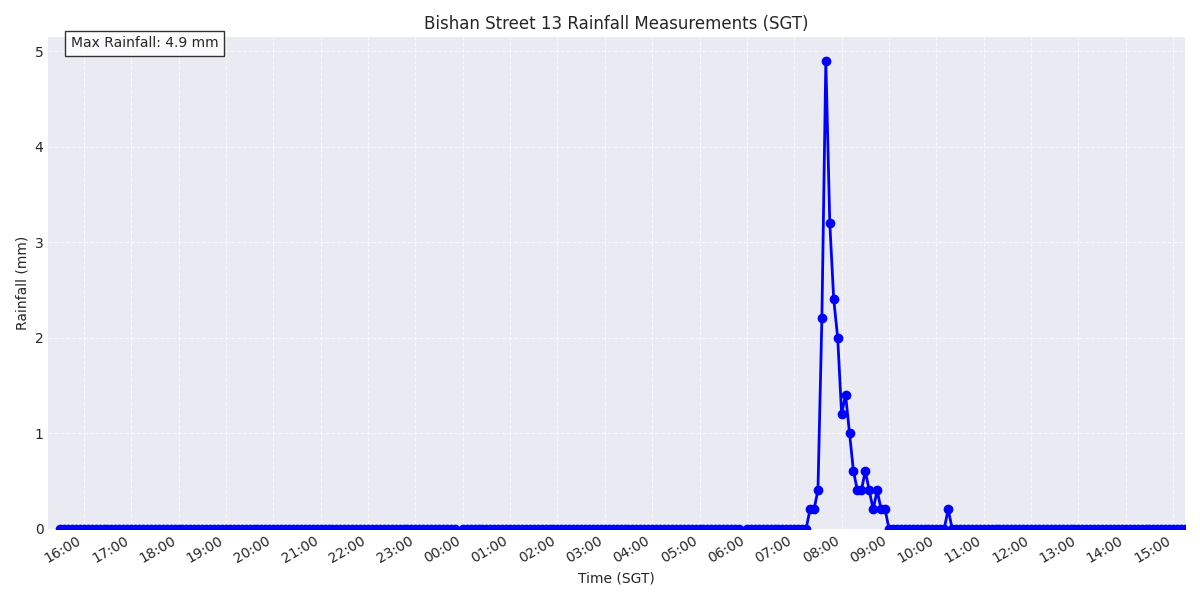 Bishan Street 13 Rainfall Measurements (SGT)
Max Rainfall: 4.9 mm
5
4
3
2
1
0
Rainfall (mm)
16:00 17:00 18:00 19:00 20:00 21:00 22:00 23:00 00:00 01:00 02:00 03:00 04:00 05:00 06:00 07:00 08:00 09:00 10:00 11:00 12:00 13:00 14:00 15:00
Time (SGT)